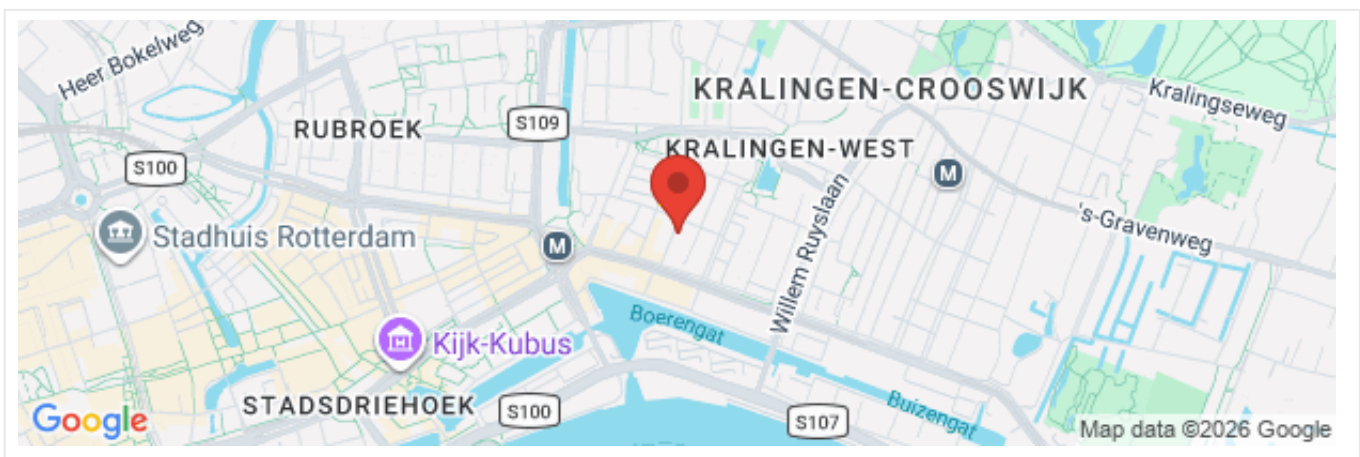 Heer Bokelweg
KRALINGEN-CROOSWIJK
Kralingseweg
RUBROEK
S109
KRALINGEN-WEST
S100
M
's-Gravenweg
Stadhuis Rotterdam
M
Willem Ruyslaan
Boerengat
Kijk-Kubus
STADSDRIEHOEK
S100
S107
Buizengat
Google
Map data ©2026 Google